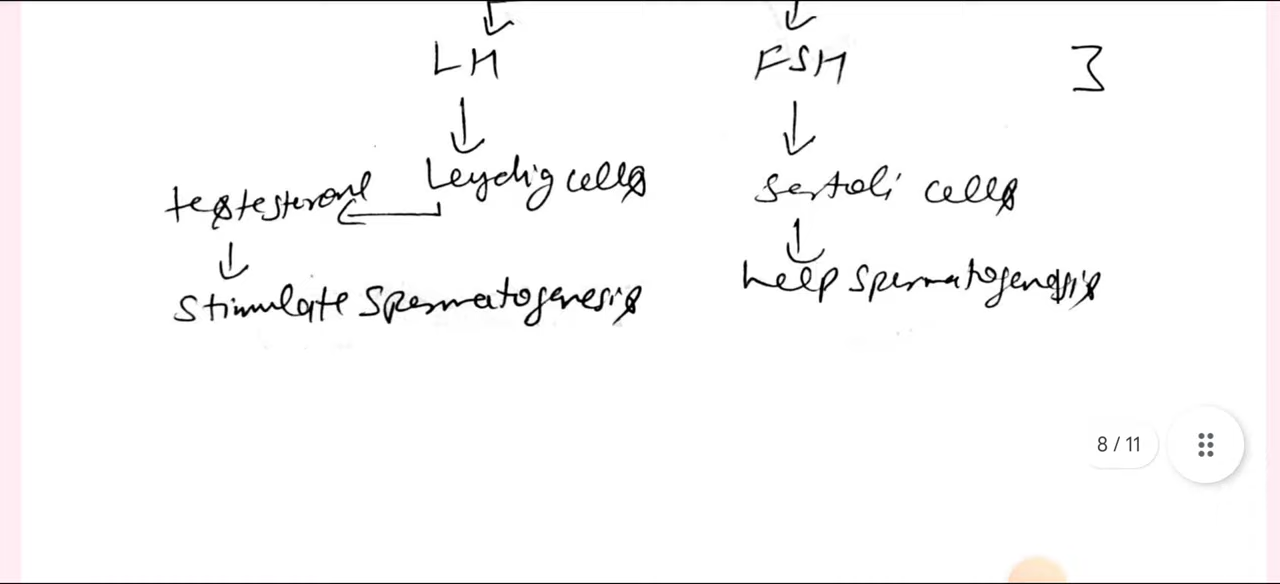 LH FSH 3
Leydig cells Sertoli cells
testesterone
Stimulate Spermatogenesis help spermatogenesis
8 / 11